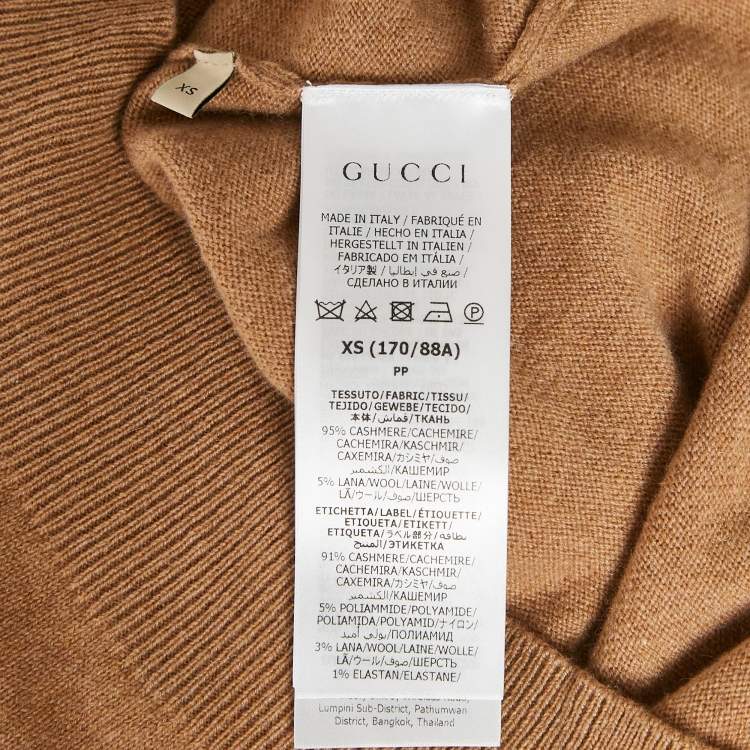 XS
GUCCI
MADE IN ITALY / FABRIQUÉ EN
ITALIE / HECHO EN ITALIA /
HERGESTELLT IN ITALIEN /
FABRICADO EM ITÁLIA /
イタリア製 / صنع في إيطاليا /
СДЕЛАНО В ИТАЛИИ
P
XS (170/88A)
PP
TESSUTO/FABRIC/TISSU/
TEJIDO/GEWEBE/TECIDO/
本体/قماش/ТКАНЬ
95% CASHMERE/CACHEMIRE/
CACHEMIRA/KASCHMIR/
CAXEMIRA/カシミヤ/صوف
الكشمير/КАШЕМИР
5% LANA/WOOL/LAINE/WOLLE/
LÃ/ウール/صوف/ШЕРСТЬ
ETICHETTA/LABEL/ÉTIQUETTE/
ETIQUETA/ETIKETT/
ETIQUETA/ラベル部分/بطاقة
المنتج/ЭТИКЕТКА
91% CASHMERE/CACHEMIRE/
CACHEMIRA/KASCHMIR/
CAXEMIRA/カシミヤ/صوف
الكشمير/КАШЕМИР
5% POLIAMMIDE/POLYAMIDE/
POLIAMIDA/POLYAMID/ナイロン/
بولي أميد/ПОЛИАМИД
3% LANA/WOOL/LAINE/WOLLE/
LÃ/ウール/صوف/ШЕРСТЬ
1% ELASTAN/ELASTANE/
Lumpini Sub-District, Pathumwan
District, Bangkok, Thailand